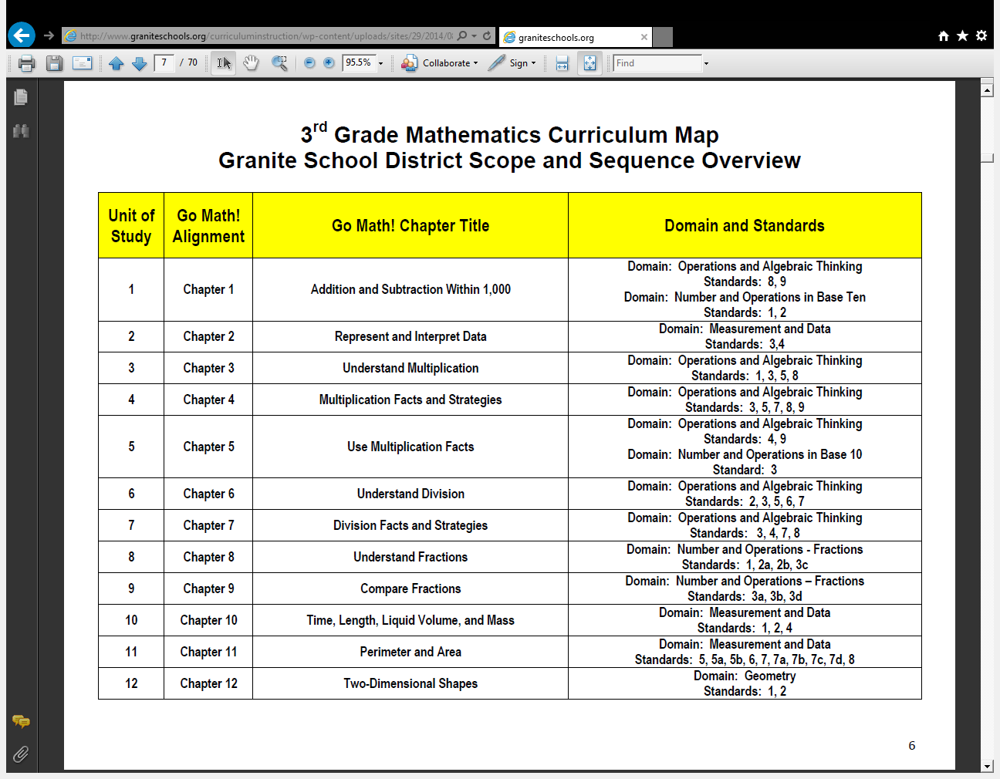 http://www.graniteschools.org/curriculuminstruction/wp-content/uploads/sites/29/2014/0
graniteschools.org
7 / 70
95.5%
Collaborate
Sign
Find
3rd Grade Mathematics Curriculum Map
Granite School District Scope and Sequence Overview
Unit of Study
Go Math! Alignment
Go Math! Chapter Title
Domain and Standards
1
Chapter 1
Addition and Subtraction Within 1,000
Domain: Operations and Algebraic Thinking
Standards: 8, 9
Domain: Number and Operations in Base Ten
Standards: 1, 2
2
Chapter 2
Represent and Interpret Data
Domain: Measurement and Data
Standards: 3,4
3
Chapter 3
Understand Multiplication
Domain: Operations and Algebraic Thinking
Standards: 1, 3, 5, 8
4
Chapter 4
Multiplication Facts and Strategies
Domain: Operations and Algebraic Thinking
Standards: 3, 5, 7, 8, 9
5
Chapter 5
Use Multiplication Facts
Domain: Operations and Algebraic Thinking
Standards: 4, 9
Domain: Number and Operations in Base 10
Standard: 3
6
Chapter 6
Understand Division
Domain: Operations and Algebraic Thinking
Standards: 2, 3, 5, 6, 7
7
Chapter 7
Division Facts and Strategies
Domain: Operations and Algebraic Thinking
Standards: 3, 4, 7, 8
8
Chapter 8
Understand Fractions
Domain: Number and Operations - Fractions
Standards: 1, 2a, 2b, 3c
9
Chapter 9
Compare Fractions
Domain: Number and Operations – Fractions
Standards: 3a, 3b, 3d
10
Chapter 10
Time, Length, Liquid Volume, and Mass
Domain: Measurement and Data
Standards: 1, 2, 4
11
Chapter 11
Perimeter and Area
Domain: Measurement and Data
Standards: 5, 5a, 5b, 6, 7, 7a, 7b, 7c, 7d, 8
12
Chapter 12
Two-Dimensional Shapes
Domain: Geometry
Standards: 1, 2
6